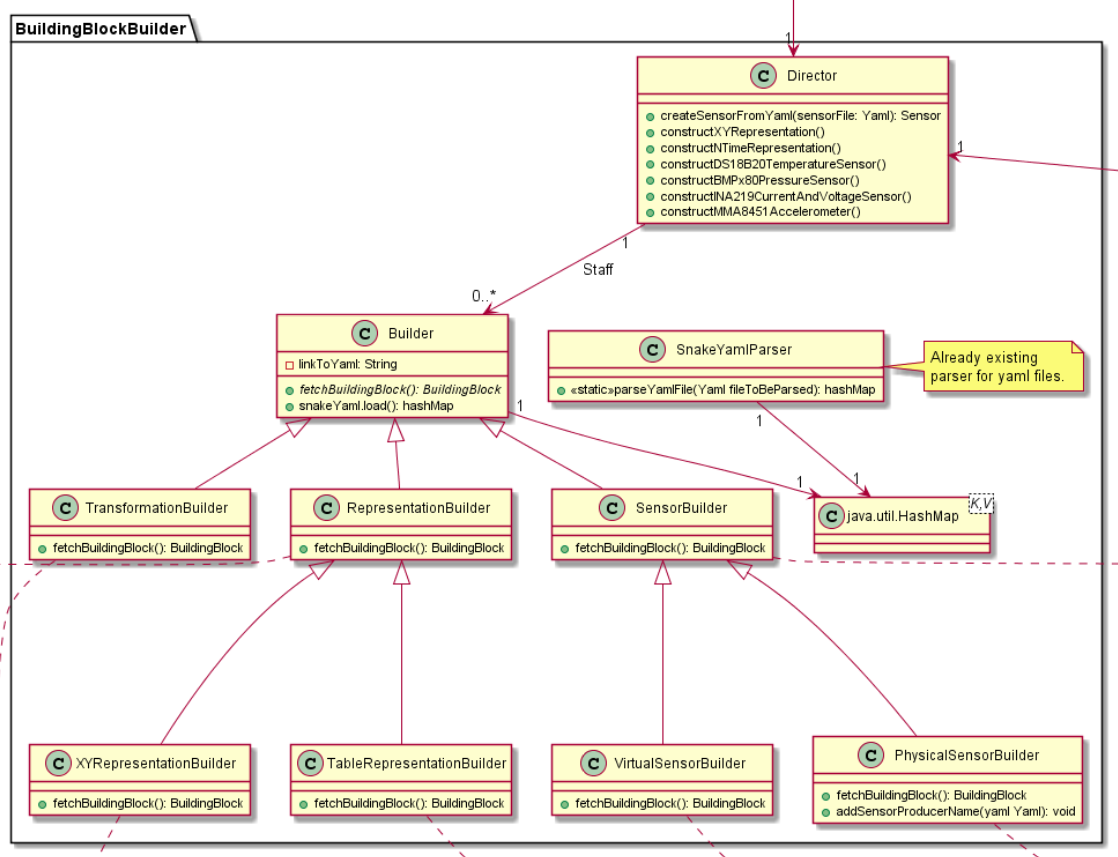 BuildingBlockBuilder
1
C Director
createSensorFromYaml(sensorFile: Yaml): Sensor
constructXYRepresentation()
constructNTimeRepresentation()
constructDS18B20TemperatureSensor()
constructBMPx80PressureSensor()
constructINA219CurrentAndVoltageSensor()
constructMMA8451Accelerometer()
1
1
Staff
0..*
C Builder
linkToYaml: String
fetchBuildingBlock(): BuildingBlock
snakeYaml.load(): hashMap
1
C SnakeYamlParser
«static»parseYamlFile(Yaml fileToBeParsed): hashMap
Already existing
parser for yaml files.
1
1
1
C TransformationBuilder
fetchBuildingBlock(): BuildingBlock
C RepresentationBuilder
fetchBuildingBlock(): BuildingBlock
C SensorBuilder
fetchBuildingBlock(): BuildingBlock
C java.util.HashMap
K,V
C XYRepresentationBuilder
fetchBuildingBlock(): BuildingBlock
C TableRepresentationBuilder
fetchBuildingBlock(): BuildingBlock
C VirtualSensorBuilder
fetchBuildingBlock(): BuildingBlock
C PhysicalSensorBuilder
fetchBuildingBlock(): BuildingBlock
addSensorProducerName(yaml Yaml): void